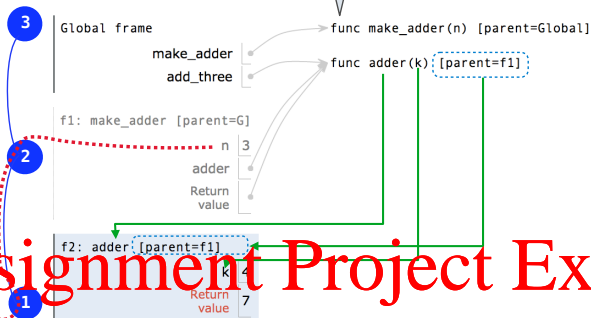 3
Global frame
func make_adder(n) [parent=Global]
make_adder
add_three
func adder(k) [parent=f1]
f1: make_adder [parent=G]
n 3
2
adder
Return
value
f2: adder [parent=f1]
signment Project Ex
k 4
1
Return
value
7